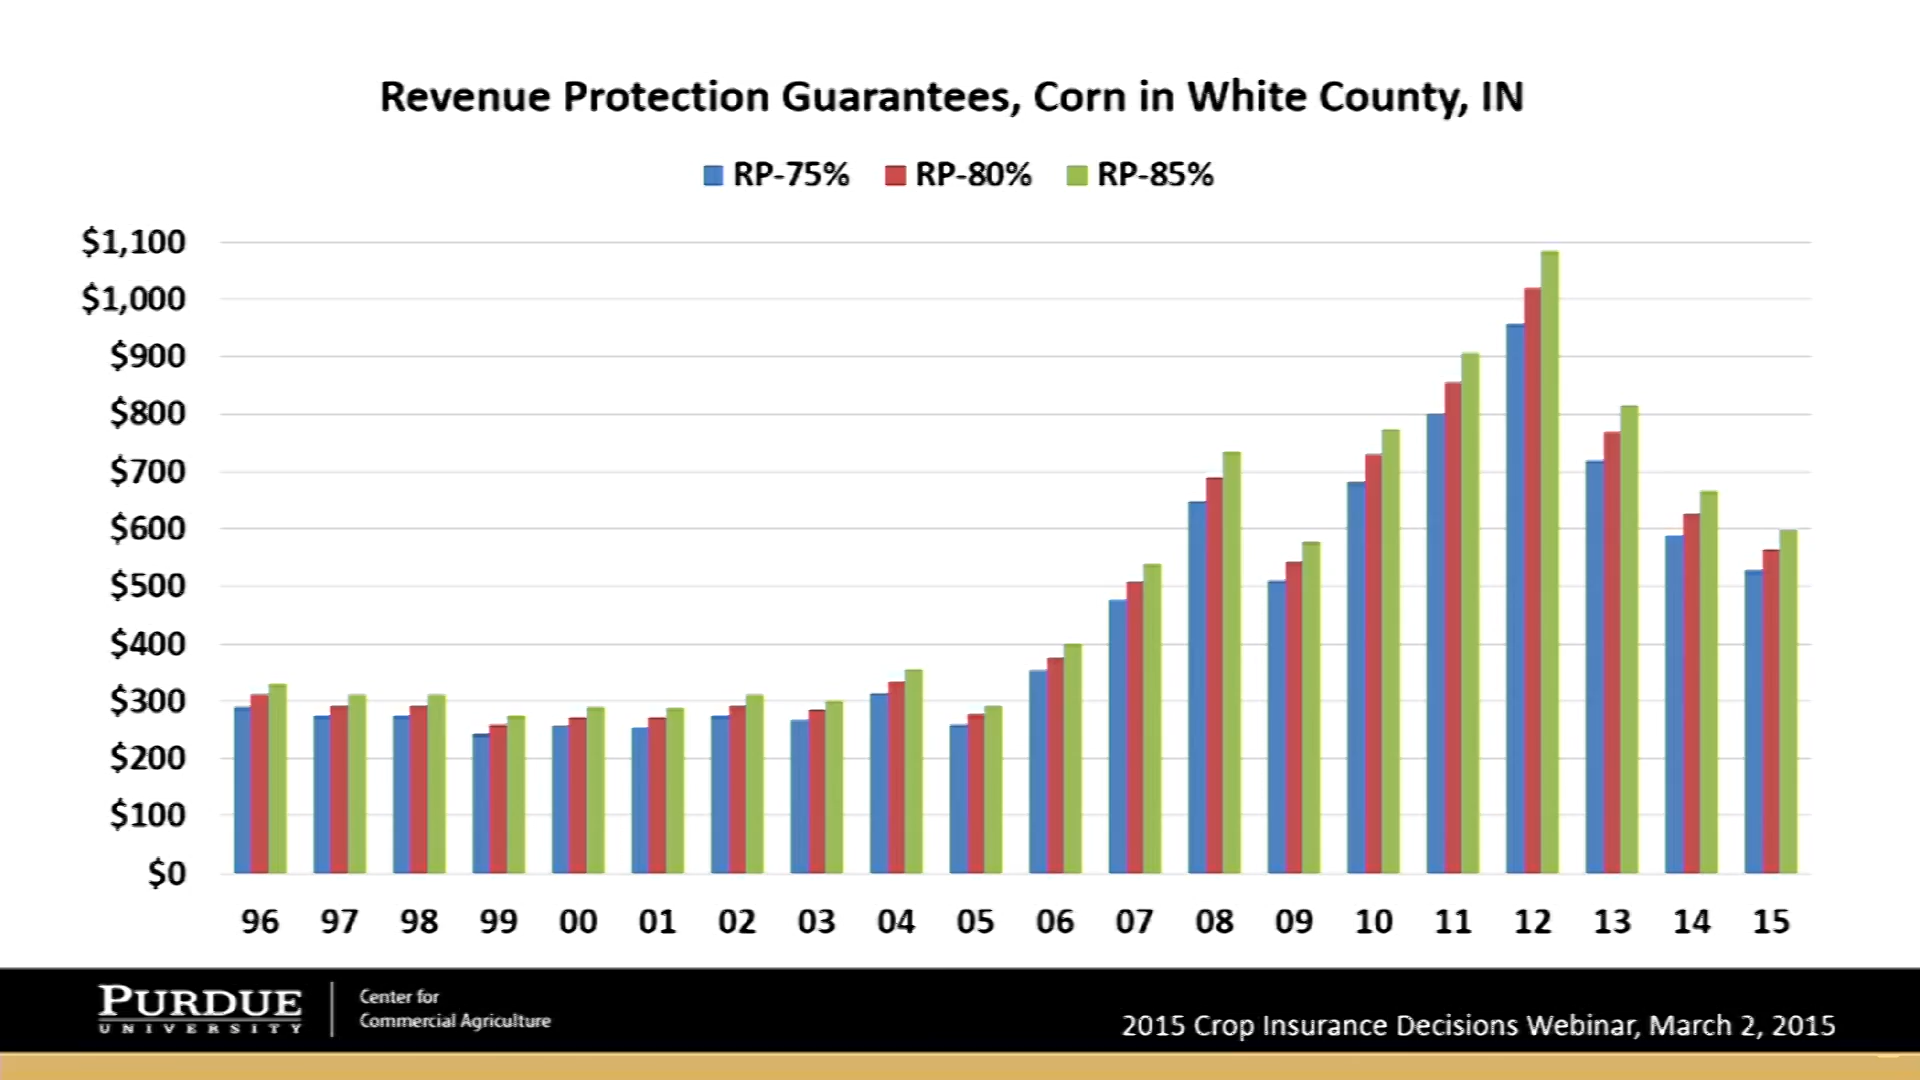 Revenue Protection Guarantees, Corn in White County, IN
RP-75% RP-80% RP-85%
$1,100
$1,000
$900
$800
$700
$600
$500
$400
$300
$200
$100
$0
96 97 98 99 00 01 02 03 04 05 06 07 08 09 10 11 12 13 14 15
PURDUE
UNIVERSITY
Center for
Commercial Agriculture
2015 Crop Insurance Decisions Webinar, March 2, 2015